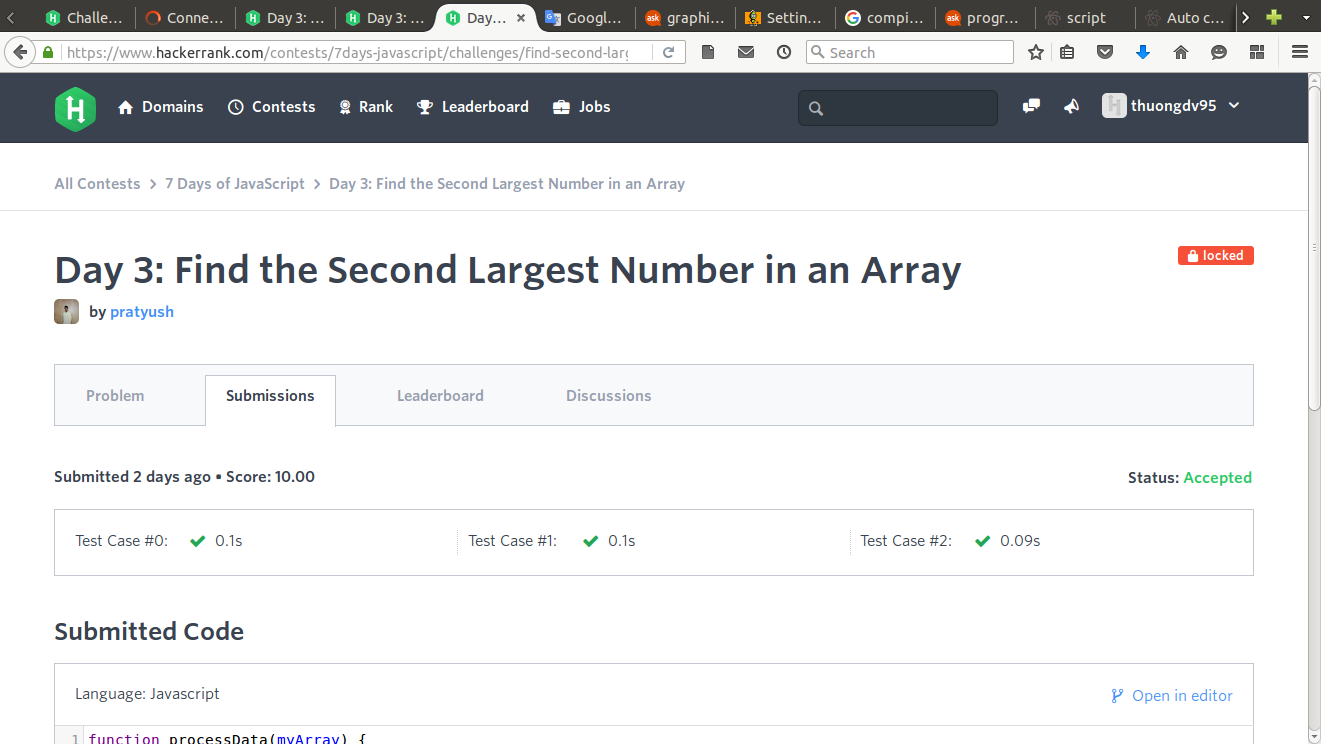 Challe... Conne... Day 3: ... Day 3: ... Day... Googl... graphi... Settin... compi... progr... script Auto c...
https://www.hackerrank.com/contests/7days-javascript/challenges/find-second-larg Search
Domains Contests Rank Leaderboard Jobs thuongdv95
All Contests > 7 Days of JavaScript > Day 3: Find the Second Largest Number in an Array
Day 3: Find the Second Largest Number in an Array
locked
by pratyush
Problem Submissions Leaderboard Discussions
Submitted 2 days ago ▪ Score: 10.00 Status: Accepted
Test Case #0: ✔ 0.1s Test Case #1: ✔ 0.1s Test Case #2: ✔ 0.09s
Submitted Code
Language: Javascript Open in editor
1 function processData(myArray) {